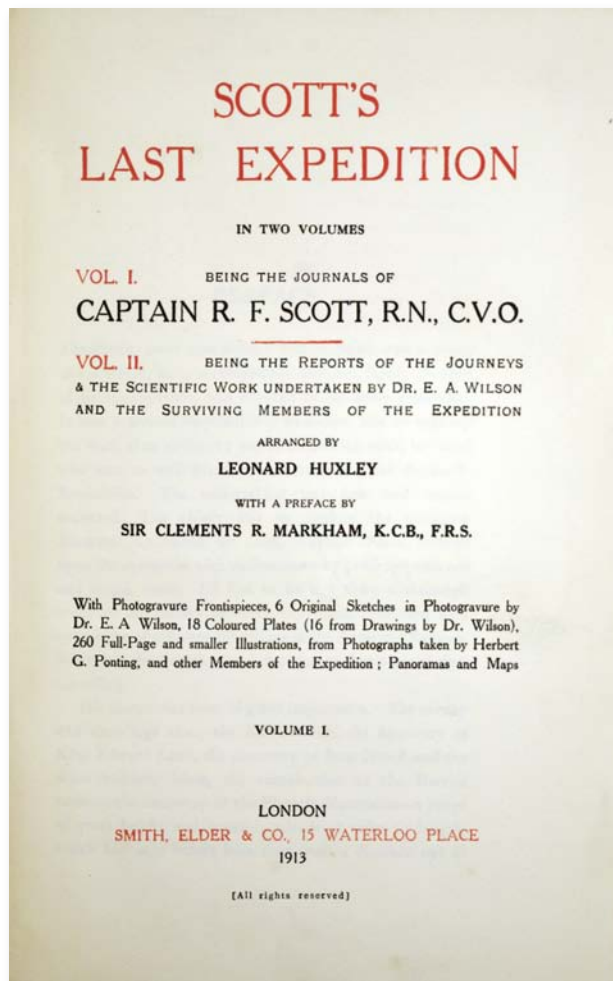 SCOTT'S
LAST EXPEDITION
IN TWO VOLUMES
VOL. I. BEING THE JOURNALS OF
CAPTAIN R. F. SCOTT, R.N., C.V.O.
VOL. II. BEING THE REPORTS OF THE JOURNEYS
& THE SCIENTIFIC WORK UNDERTAKEN BY DR. E. A. WILSON
AND THE SURVIVING MEMBERS OF THE EXPEDITION
ARRANGED BY
LEONARD HUXLEY
WITH A PREFACE BY
SIR CLEMENTS R. MARKHAM, K.C.B., F.R.S.
With Photogravure Frontispieces, 6 Original Sketches in Photogravure by
Dr. E. A Wilson, 18 Coloured Plates (16 from Drawings by Dr. Wilson),
260 Full-Page and smaller Illustrations, from Photographs taken by Herbert
G. Ponting, and other Members of the Expedition ; Panoramas and Maps
VOLUME I.
LONDON
SMITH, ELDER & CO., 15 WATERLOO PLACE
1913
[All rights reserved]